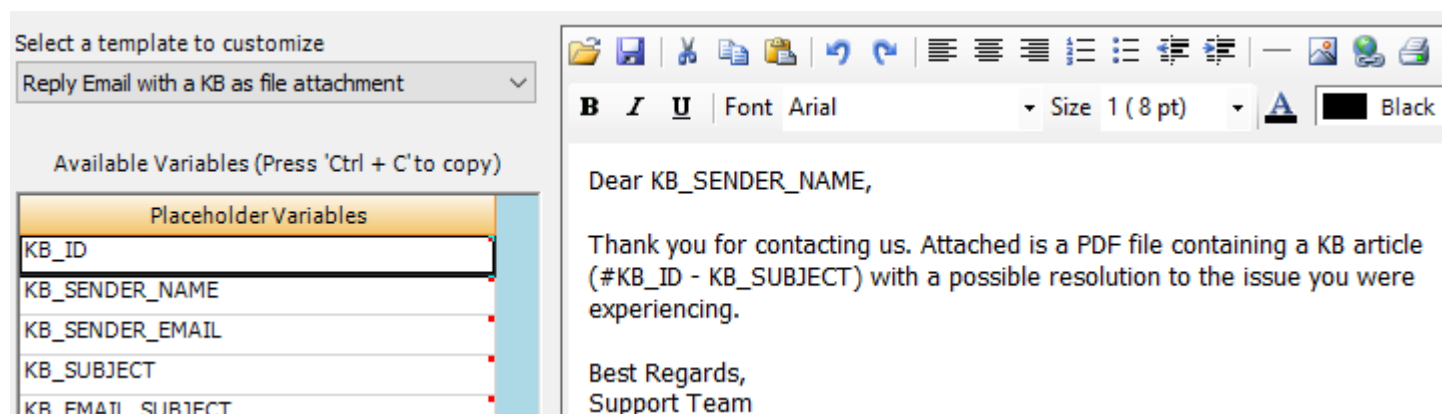 Select a template to customize
Reply Email with a KB as file attachment
Available Variables (Press 'Ctrl + C' to copy)
Placeholder Variables
KB_ID
KB_SENDER_NAME
KB_SENDER_EMAIL
KB_SUBJECT
KB_EMAIL_SUBJECT
B I U Font Arial Size 1 ( 8 pt) A Black
Dear KB_SENDER_NAME,
Thank you for contacting us. Attached is a PDF file containing a KB article
(#KB_ID - KB_SUBJECT) with a possible resolution to the issue you were
experiencing.
Best Regards,
Support Team